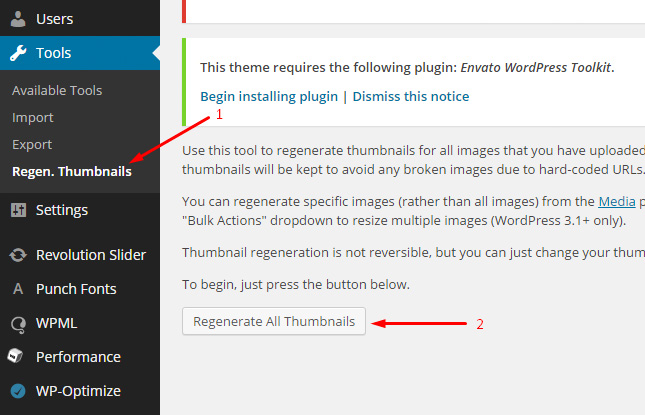 Users
Tools
Available Tools
Import
Export
Regen. Thumbnails
Settings
Revolution Slider
Punch Fonts
WPML
Performance
WP-Optimize
This theme requires the following plugin: Envato WordPress Toolkit.
Begin installing plugin | Dismiss this notice
1
Use this tool to regenerate thumbnails for all images that you have uploaded
thumbnails will be kept to avoid any broken images due to hard-coded URLs.
You can regenerate specific images (rather than all images) from the Media p
"Bulk Actions" dropdown to resize multiple images (WordPress 3.1+ only).
Thumbnail regeneration is not reversible, but you can just change your thum
To begin, just press the button below.
Regenerate All Thumbnails
2